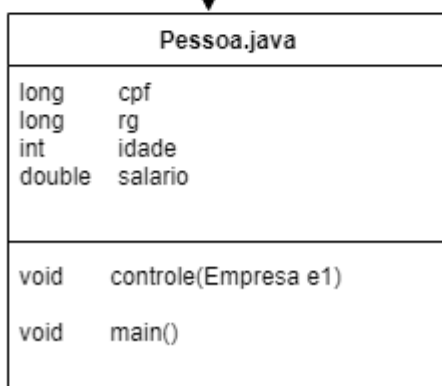 Pessoa.java
long cpf
long rg
int idade
double salario
void controle(Empresa e1)
void main()